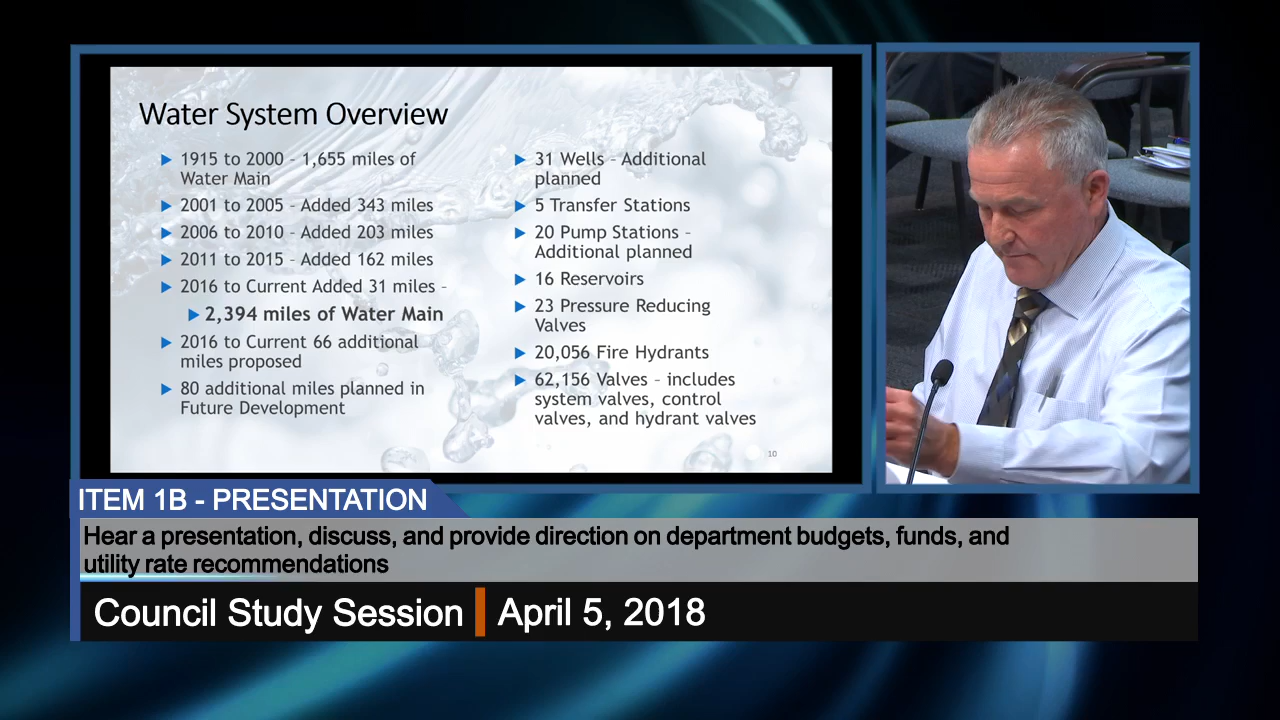 Water System Overview
1915 to 2000 – 1,655 miles of
Water Main
2001 to 2005 – Added 343 miles
2006 to 2010 – Added 203 miles
2011 to 2015 – Added 162 miles
2016 to Current Added 31 miles –
2,394 miles of Water Main
2016 to Current 66 additional
miles proposed
80 additional miles planned in
Future Development
31 Wells – Additional
planned
5 Transfer Stations
20 Pump Stations –
Additional planned
16 Reservoirs
23 Pressure Reducing
Valves
20,056 Fire Hydrants
62,156 Valves – includes
system valves, control
valves, and hydrant valves
10
ITEM 1B - PRESENTATION
Hear a presentation, discuss, and provide direction on department budgets, funds, and
utility rate recommendations
Council Study Session | April 5, 2018